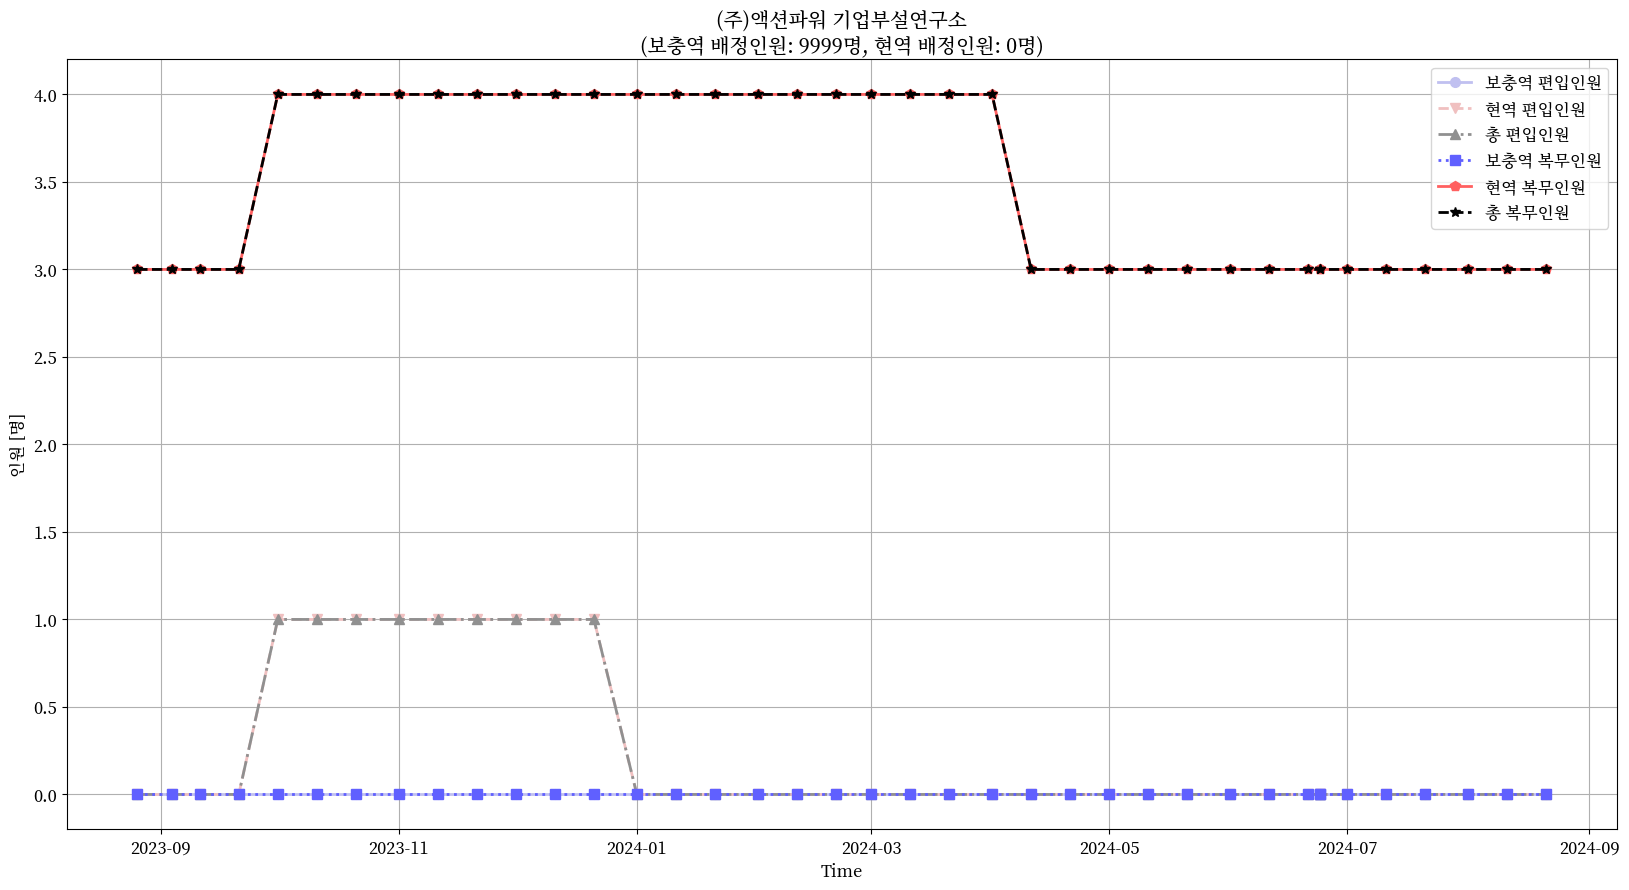 (주)액션파워 기업부설연구소
(보충역 배정인원: 9999명, 현역 배정인원: 0명)
보충역 편입인원
현역 편입인원
총 편입인원
보충역 복무인원
현역 복무인원
총 복무인원
4.0
3.5
3.0
2.5
2.0
1.5
1.0
0.5
0.0
인원 [명]
2023-09 2023-11 2024-01 2024-03 2024-05 2024-07 2024-09
Time